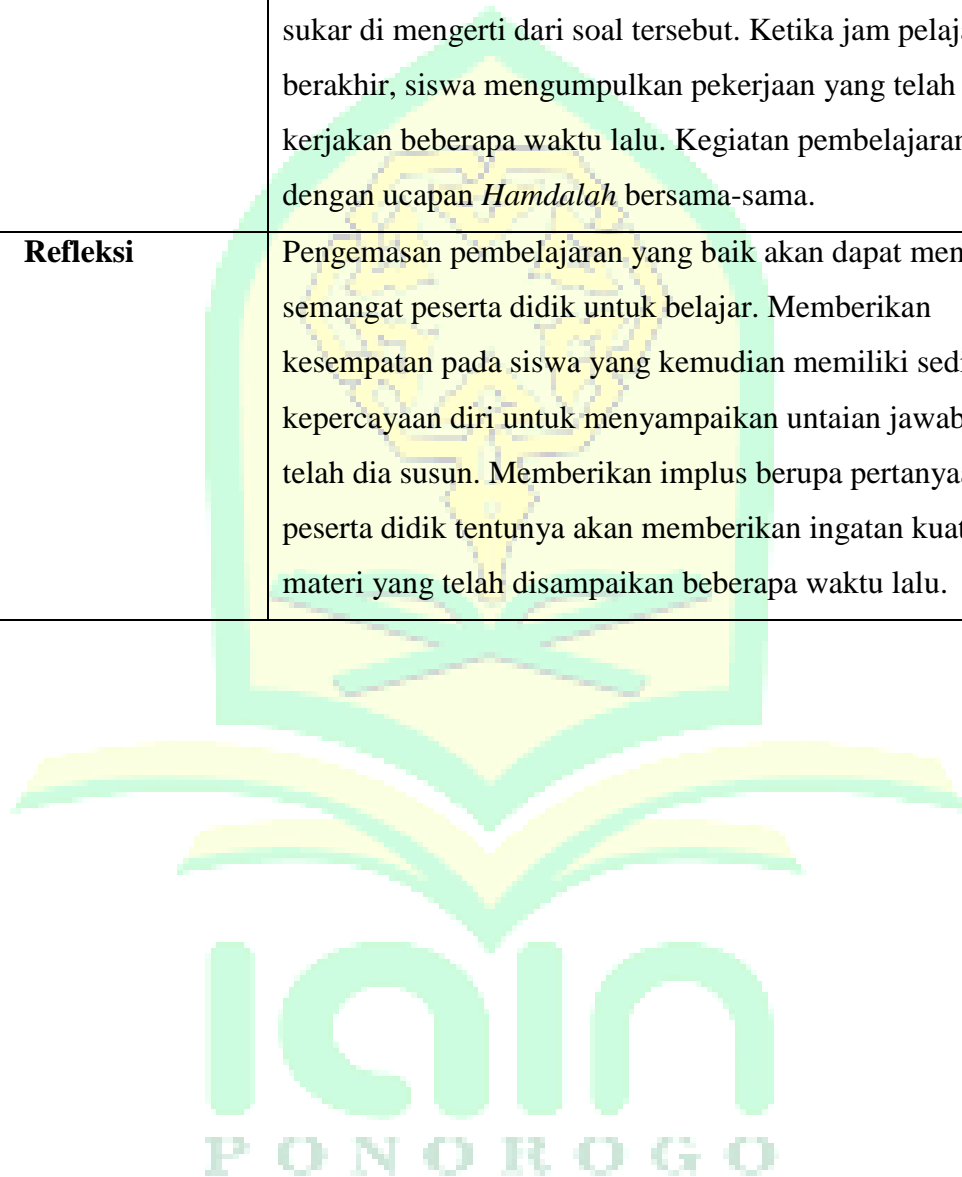 sukar di mengerti dari soal tersebut. Ketika jam pelaj
berakhir, siswa mengumpulkan pekerjaan yang telah
kerjakan beberapa waktu lalu. Kegiatan pembelajaran
dengan ucapan Hamdalah bersama-sama.
Refleksi Pengemasan pembelajaran yang baik akan dapat men
semangat peserta didik untuk belajar. Memberikan
kesempatan pada siswa yang kemudian memiliki sed
kepercayaan diri untuk menyampaikan untaian jawab
telah dia susun. Memberikan implus berupa pertanya
peserta didik tentunya akan memberikan ingatan kuat
materi yang telah disampaikan beberapa waktu lalu.
iain
PONOROGO